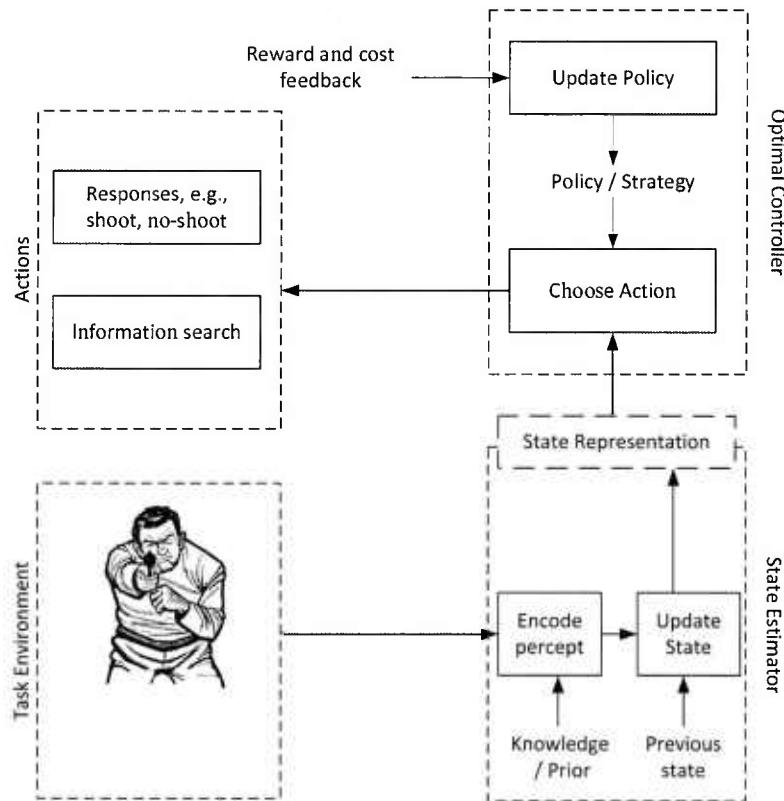 Reward and cost
feedback
Update Policy
Policy / Strategy
Choose Action
Optimal Controller
Responses, e.g.,
shoot, no-shoot
Information search
Actions
State Representation
Encode
percept
Update
State
Knowledge
/ Prior
Previous
state
State Estimator
Task Environment